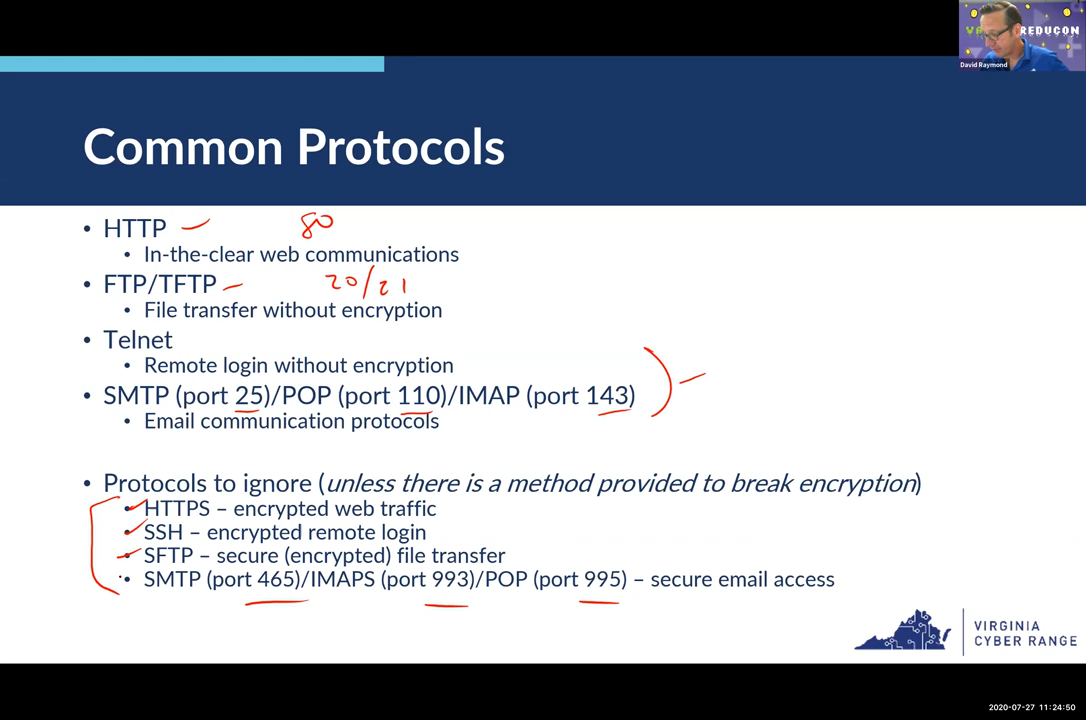 REDUCON
David Raymond
Common Protocols
• HTTP 80
• In-the-clear web communications
• FTP/TFTP 20/21
• File transfer without encryption
• Telnet
• Remote login without encryption
• SMTP (port 25)/POP (port 110)/IMAP (port 143)
• Email communication protocols
• Protocols to ignore (unless there is a method provided to break encryption)
• HTTPS – encrypted web traffic
• SSH – encrypted remote login
• SFTP – secure (encrypted) file transfer
• SMTP (port 465)/IMAPS (port 993)/POP (port 995) – secure email access
VIRGINIA
CYBER RANGE
2020-07-27 11:24:50